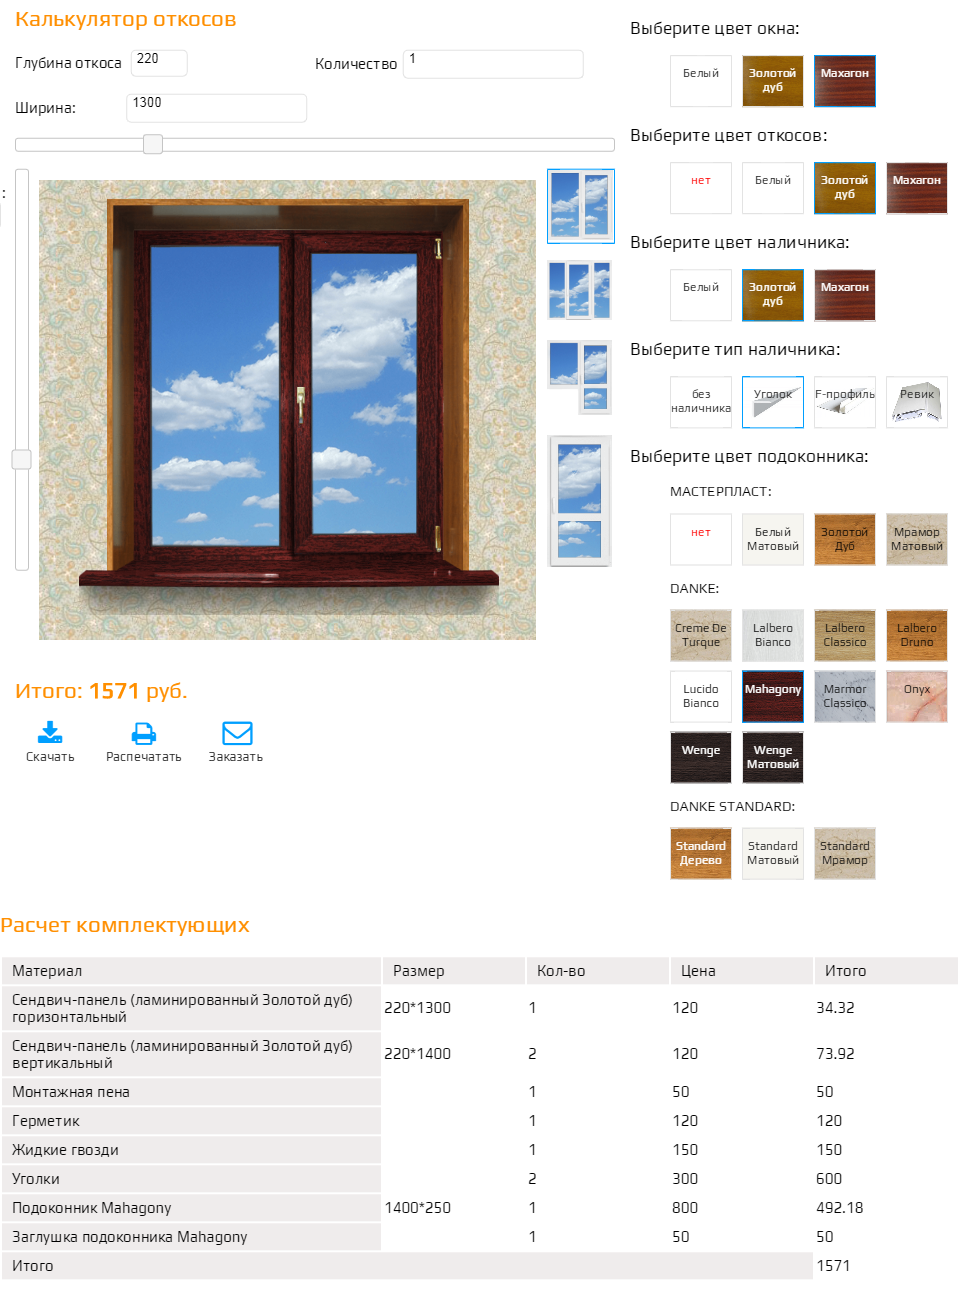 Калькулятор откосов
Глубина откоса 220 Количество 1
Ширина: 1300
:
Итого: 1571 руб.
Скачать Распечатать Заказать
Выберите цвет окна:
Белый Золотой дуб Махагон
Выберите цвет откосов:
нет Белый Золотой дуб Махагон
Выберите цвет наличника:
Белый Золотой дуб Махагон
Выберите тип наличника:
без наличника Уголок F-профиль Ревик
Выберите цвет подоконника:
МАСТЕРПЛАСТ:
нет Белый Матовый Золотой Дуб Мрамор Матовый
DANKE:
Creme De Turque Lalbero Bianco Lalbero Classico Lalbero Druno
Lucido Bianco Mahagony Marmor Classico Onyx
Wenge Wenge Матовый
DANKE STANDARD:
Standard Дерево Standard Матовый Standard Мрамор
Расчет комплектующих
Материал Размер Кол-во Цена Итого
Сендвич-панель (ламинированный Золотой дуб)
горизонтальный 220*1300 1 120 34.32
Сендвич-панель (ламинированный Золотой дуб)
вертикальный 220*1400 2 120 73.92
Монтажная пена 1 50 50
Герметик 1 120 120
Жидкие гвозди 1 150 150
Уголки 2 300 600
Подоконник Mahagony 1400*250 1 800 492.18
Заглушка подоконника Mahagony 1 50 50
Итого 1571